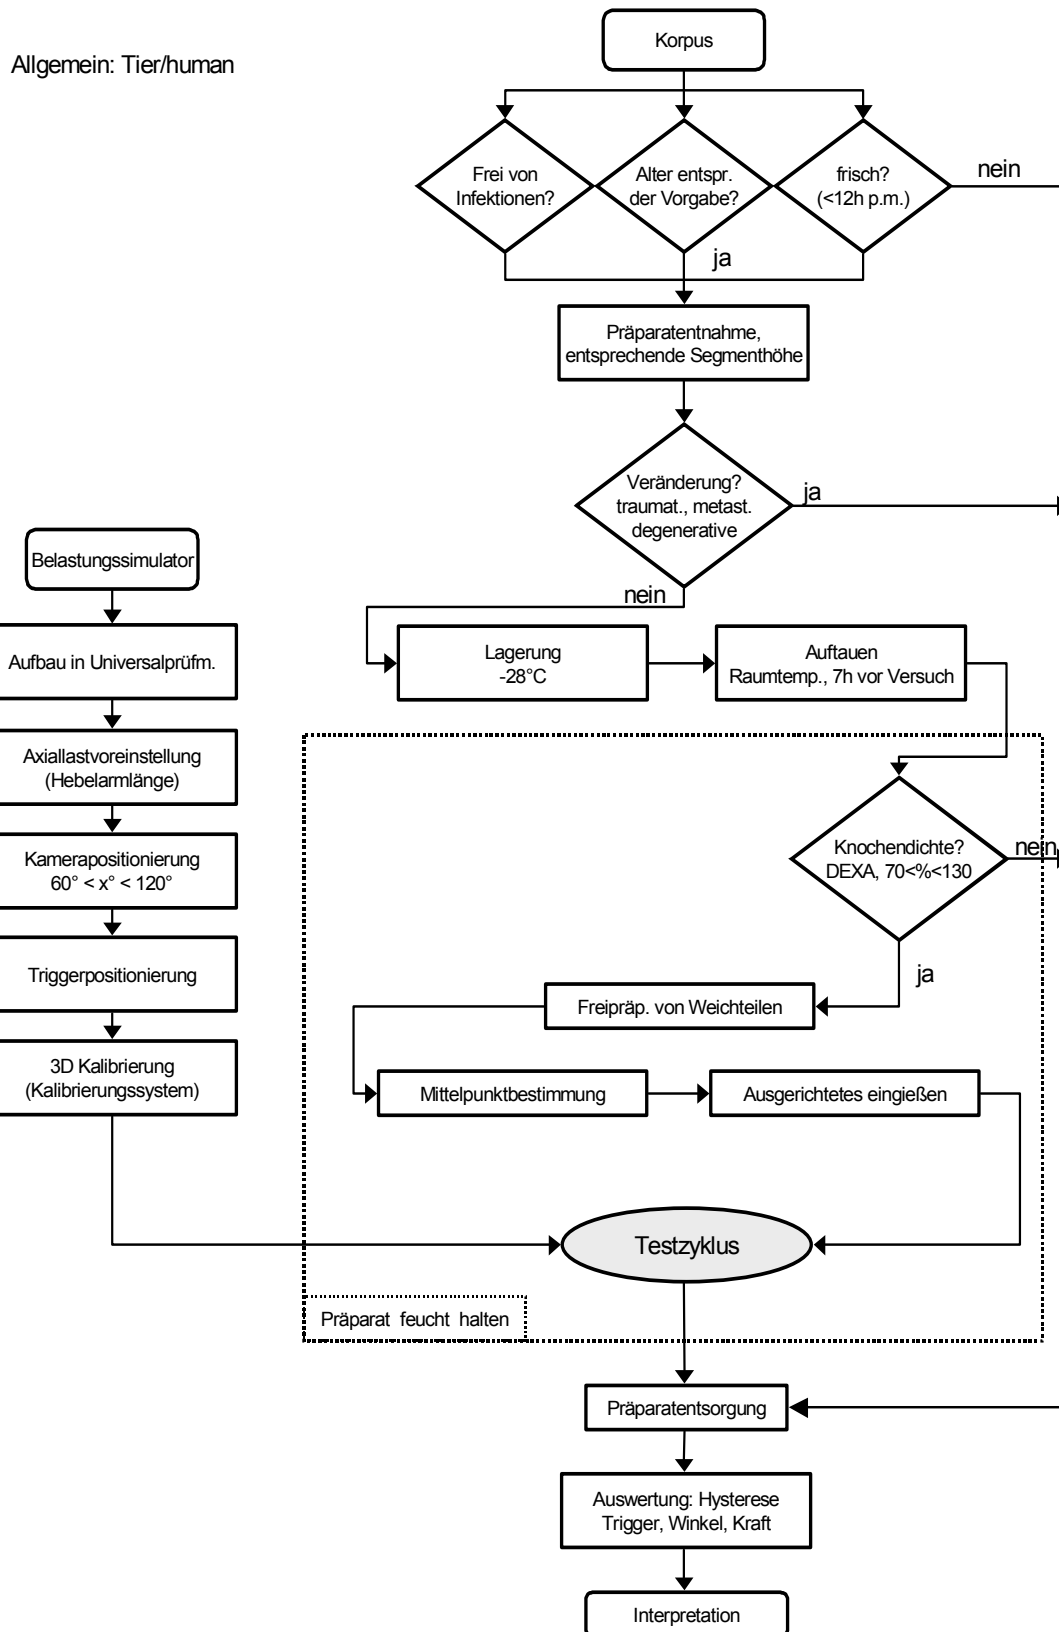 Allgemein: Tier/human
Korpus
Frei von
Infektionen?
Alter entspr.
der Vorgabe?
frisch?
(<12h p.m.)
nein
ja
Präparatentnahme,
entsprechende Segmenthöhe
Veränderung?
traumat., metast.
degenerative
ja
nein
Lagerung
-28°C
Auftauen
Raumtemp., 7h vor Versuch
Belastungssimulator
Aufbau in Universalprüfm.
Axiallastvoreinstellung
(Hebelarmlänge)
Kamerapositionierung
60° < x° < 120°
Triggerpositionierung
3D Kalibrierung
(Kalibrierungssystem)
Knochendichte?
DEXA, 70<%<130
nein
ja
Freipräp. von Weichteilen
Mittelpunktbestimmung
Ausgerichtetes eingießen
Testzyklus
Präparat feucht halten
Präparatentsorgung
Auswertung: Hysterese
Trigger, Winkel, Kraft
Interpretation